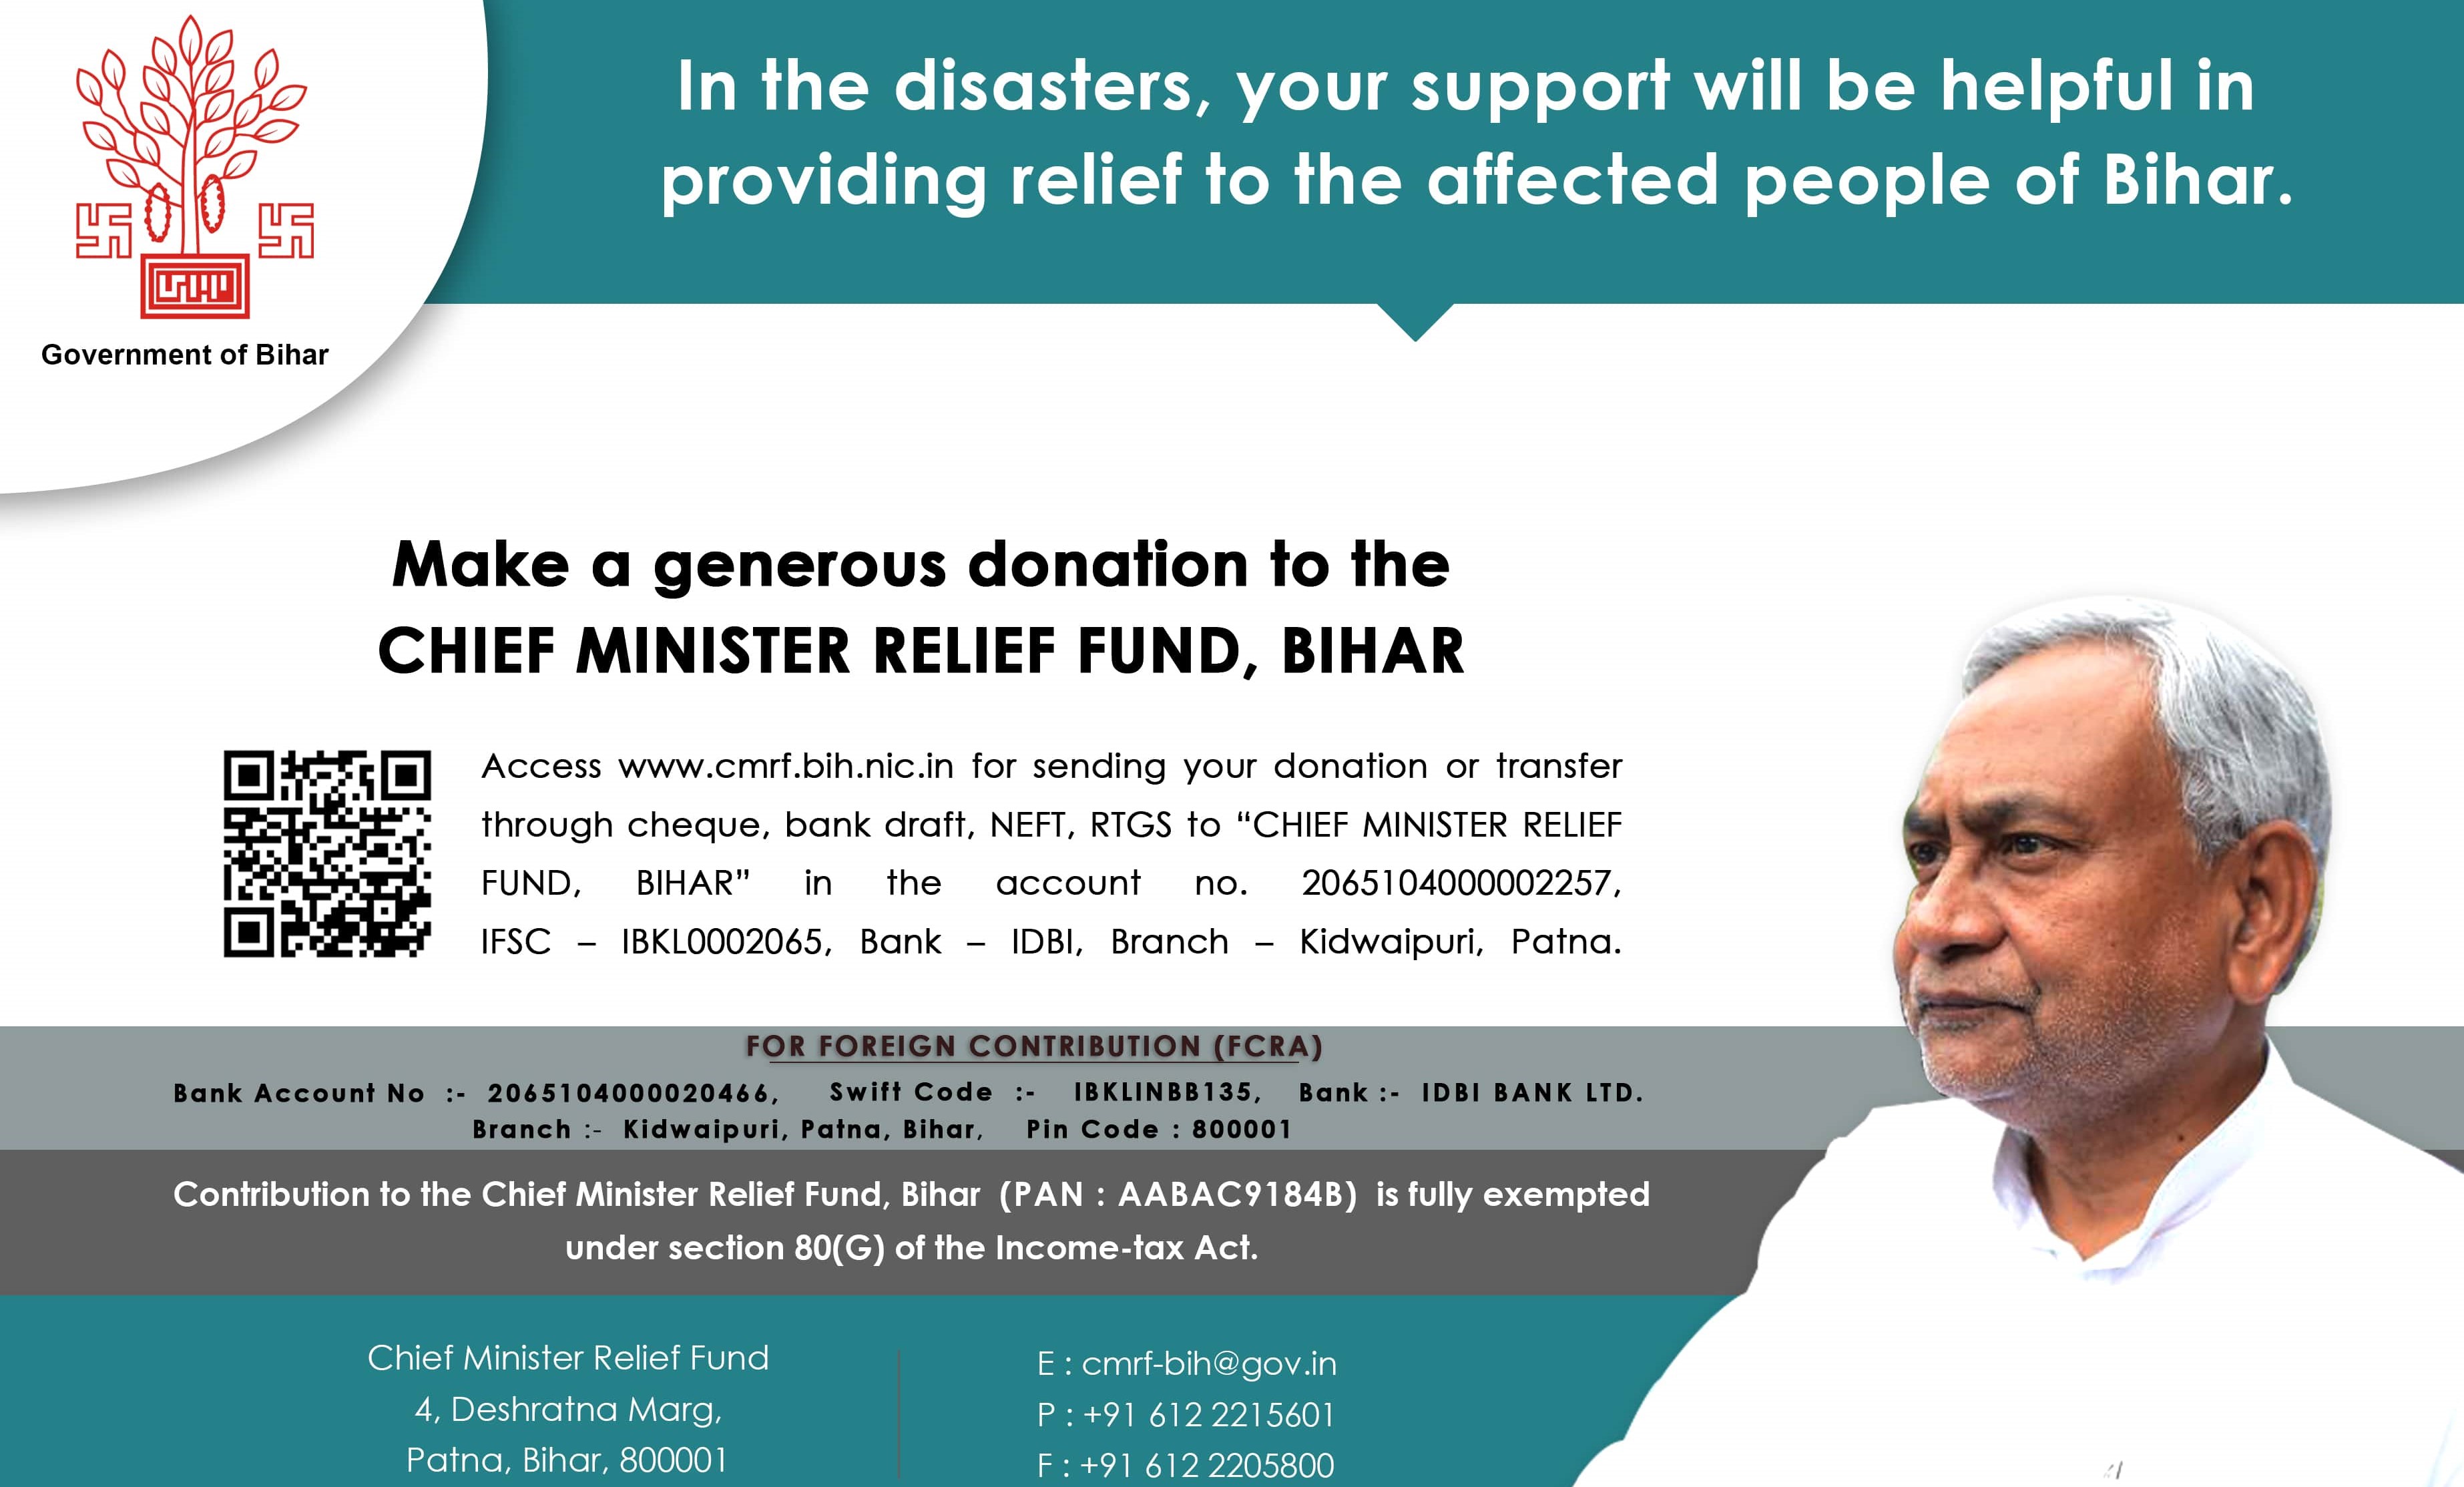 In the disasters, your support will be helpful in
providing relief to the affected people of Bihar.
Government of Bihar
Make a generous donation to the
CHIEF MINISTER RELIEF FUND, BIHAR
Access www.cmrf.bih.nic.in for sending your donation or transfer
through cheque, bank draft, NEFT, RTGS to “CHIEF MINISTER RELIEF
FUND, BIHAR” in the account no. 2065104000002257,
IFSC – IBKL0002065, Bank – IDBI, Branch – Kidwaipuri, Patna.
FOR FOREIGN CONTRIBUTION (FCRA)
Bank Account No :- 2065104000020466, Swift Code :- IBKLINBB135, Bank :- IDBI BANK LTD.
Branch :- Kidwaipuri, Patna, Bihar, Pin Code : 800001
Contribution to the Chief Minister Relief Fund, Bihar (PAN : AABAC9184B) is fully exempted
under section 80(G) of the Income-tax Act.
Chief Minister Relief Fund
4, Deshratna Marg,
Patna, Bihar, 800001
E : cmrf-bih@gov.in
P : +91 612 2215601
F : +91 612 2205800